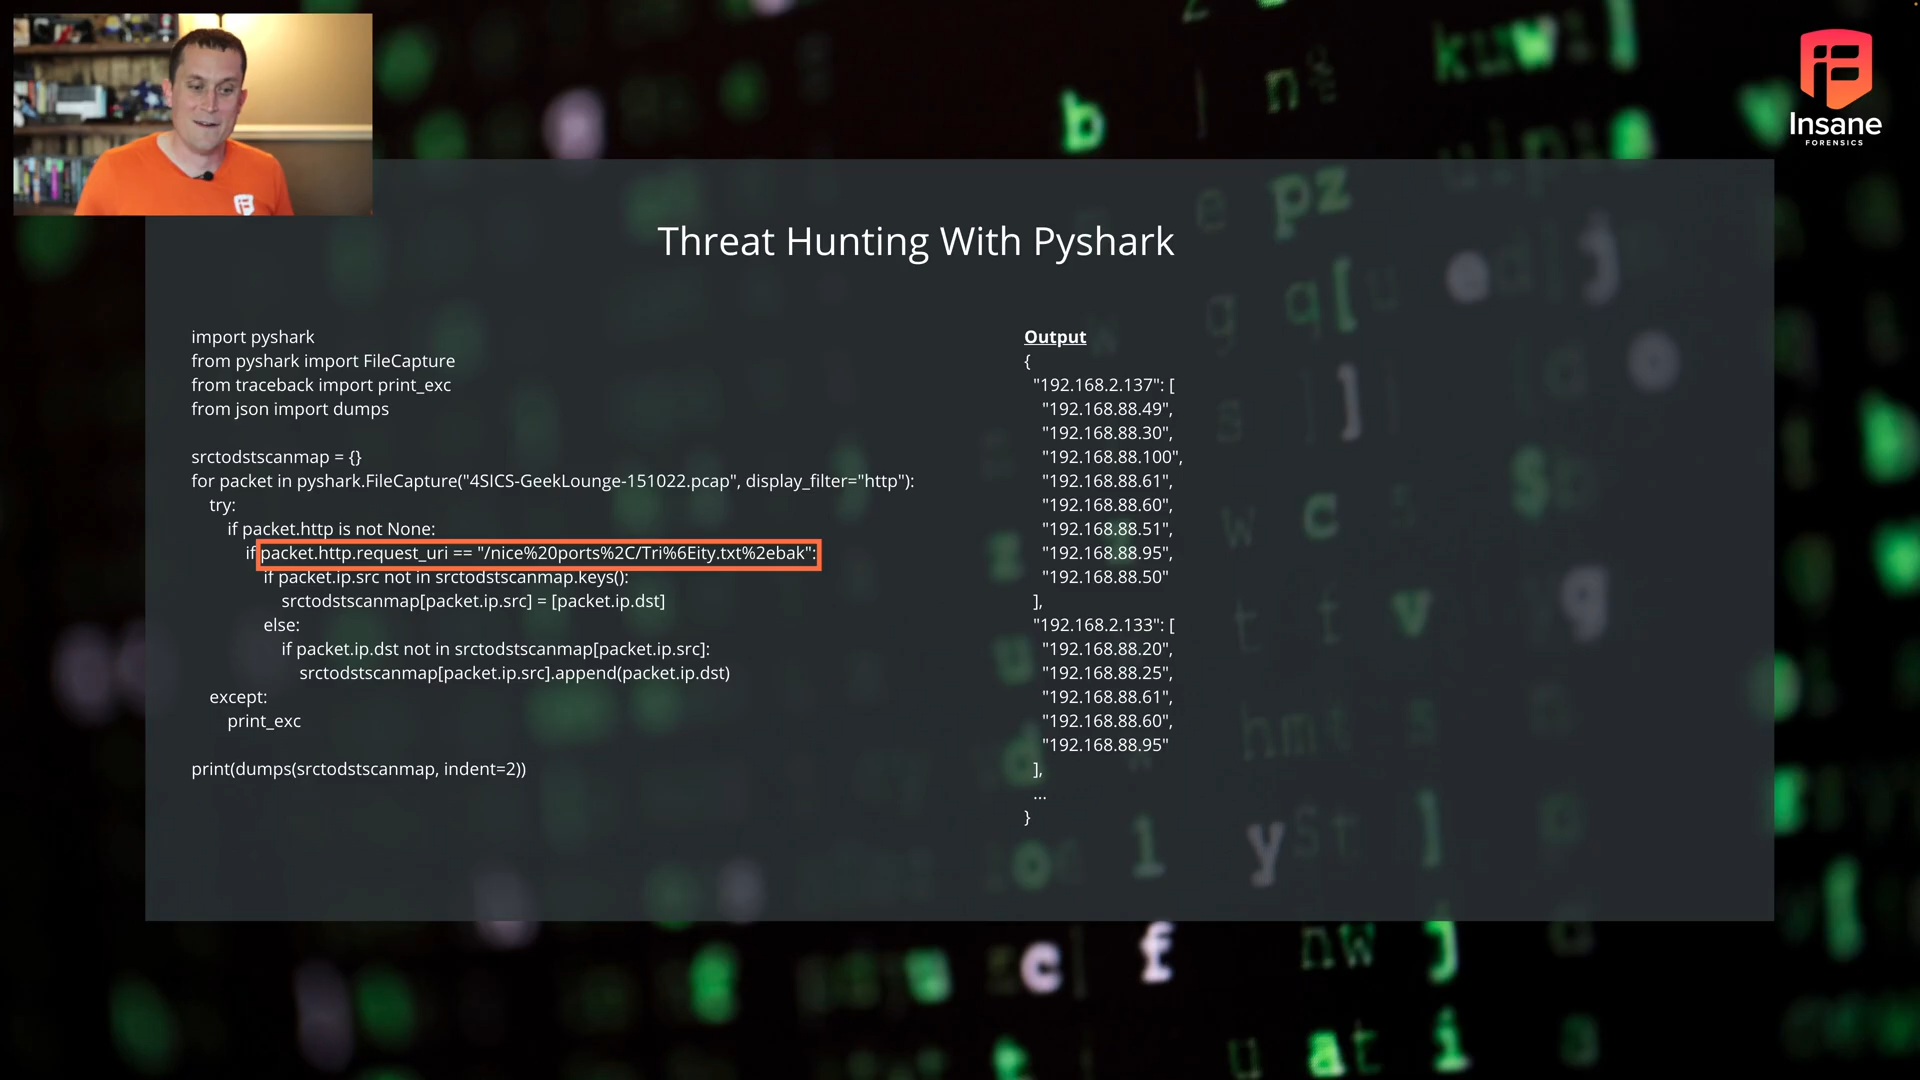 Insane
FORENSICS
Threat Hunting With Pyshark
import pyshark
from pyshark import FileCapture
from traceback import print_exc
from json import dumps
srctodstscanmap = {}
for packet in pyshark.FileCapture("4SICS-GeekLounge-151022.pcap", display_filter="http"):
try:
if packet.http is not None:
if packet.http.request_uri == "/nice%20ports%2C/Tri%6Eity.txt%2ebak":
if packet.ip.src not in srctodstscanmap.keys():
srctodstscanmap[packet.ip.src] = [packet.ip.dst]
else:
if packet.ip.dst not in srctodstscanmap[packet.ip.src]:
srctodstscanmap[packet.ip.src].append(packet.ip.dst)
except:
print_exc
print(dumps(srctodstscanmap, indent=2))
Output
{
"192.168.2.137": [
"192.168.88.49",
"192.168.88.30",
"192.168.88.100",
"192.168.88.61",
"192.168.88.60",
"192.168.88.51",
"192.168.88.95",
"192.168.88.50"
],
"192.168.2.133": [
"192.168.88.20",
"192.168.88.25",
"192.168.88.61",
"192.168.88.60",
"192.168.88.95"
],
...
}